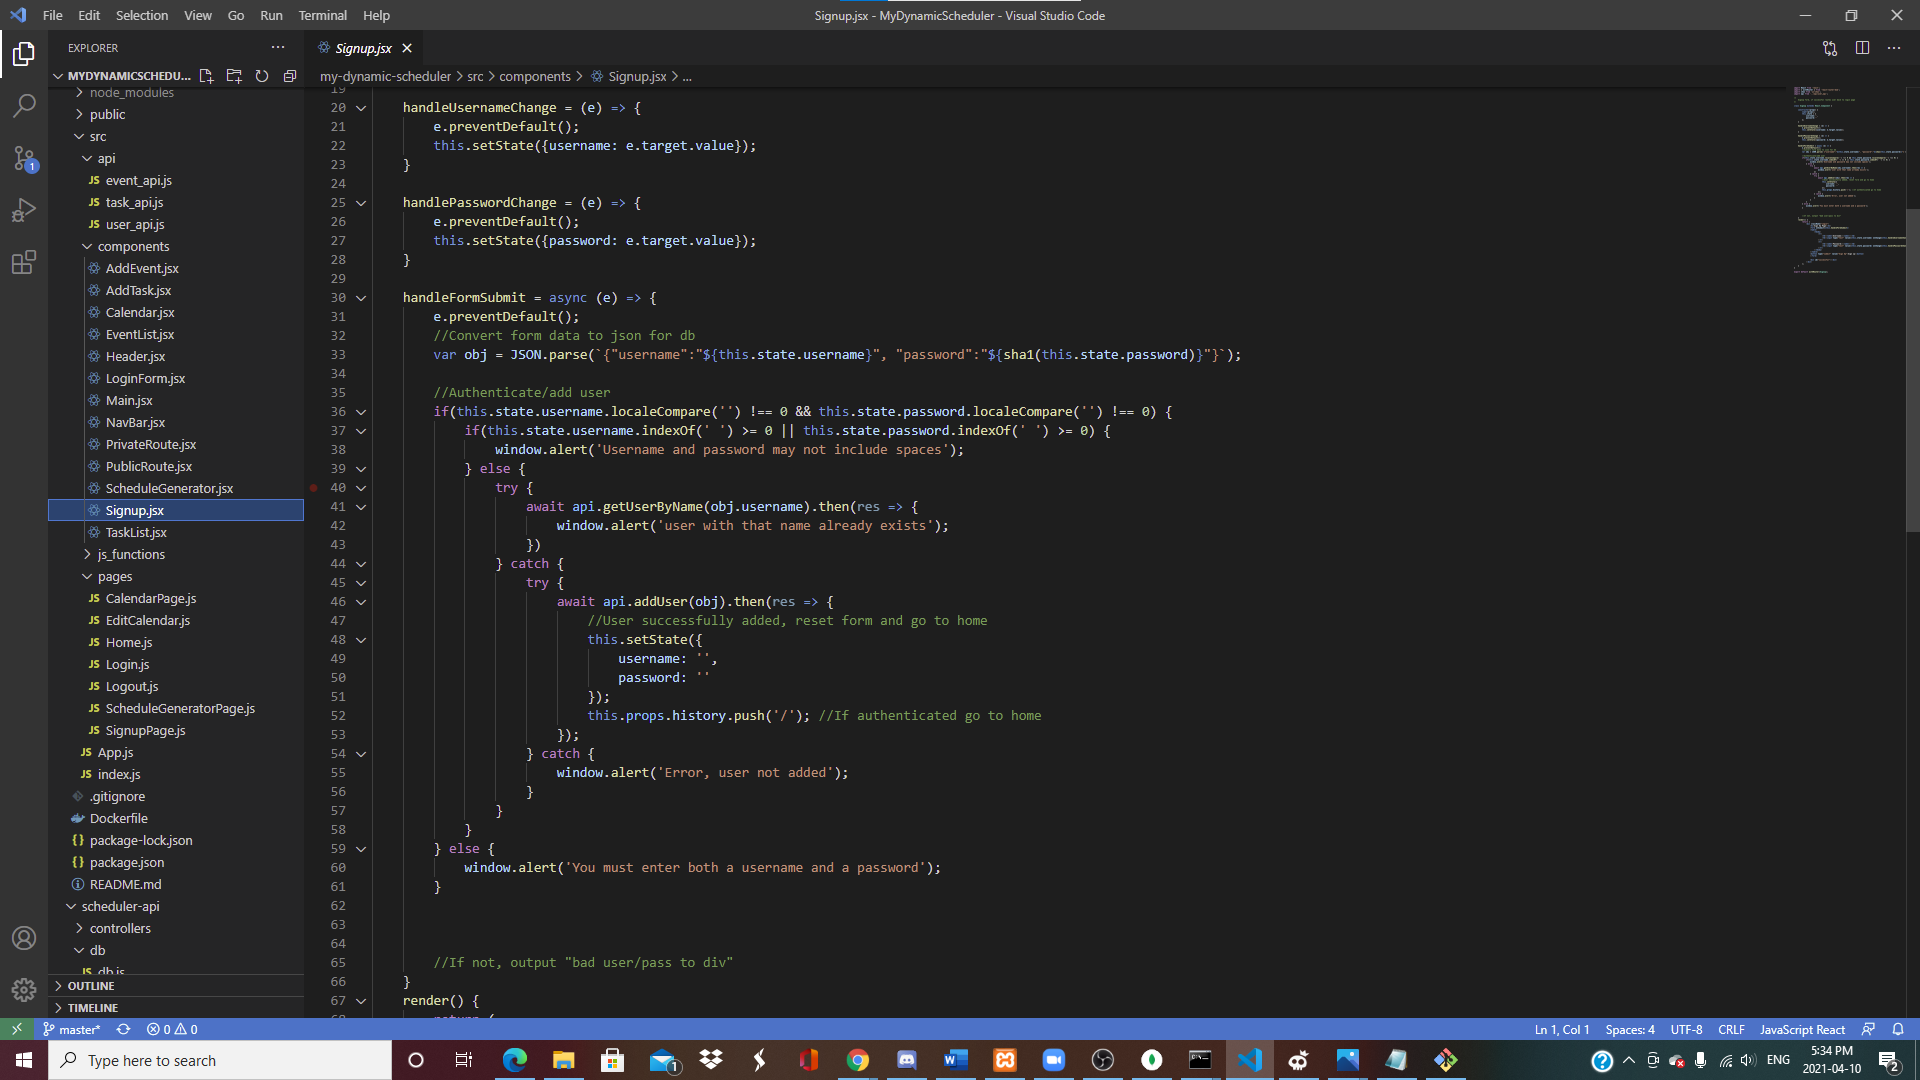 File Edit Selection View Go Run Terminal Help
Signup.jsx - MyDynamicScheduler - Visual Studio Code
EXPLORER
MYDYNAMICSCHEDU...
node_modules
public
src
api
JS event_api.js
JS task_api.js
JS user_api.js
components
AddEvent.jsx
AddTask.jsx
Calendar.jsx
EventList.jsx
Header.jsx
LoginForm.jsx
Main.jsx
NavBar.jsx
PrivateRoute.jsx
PublicRoute.jsx
ScheduleGenerator.jsx
Signup.jsx
TaskList.jsx
js_functions
pages
JS CalendarPage.js
JS EditCalendar.js
JS Home.js
JS Login.js
JS Logout.js
JS ScheduleGeneratorPage.js
JS SignupPage.js
JS App.js
JS index.js
.gitignore
Dockerfile
{} package-lock.json
{} package.json
README.md
scheduler-api
controllers
db
JS db.js
OUTLINE
TIMELINE
1
Signup.jsx
my-dynamic-scheduler > src > components > Signup.jsx > ...
19
20 handleUsernameChange = (e) => {
21 e.preventDefault();
22 this.setState({username: e.target.value});
23 }
24
25 handlePasswordChange = (e) => {
26 e.preventDefault();
27 this.setState({password: e.target.value});
28 }
29
30 handleFormSubmit = async (e) => {
31 e.preventDefault();
32 //Convert form data to json for db
33 var obj = JSON.parse(`{"username":"${this.state.username}", "password":"${sha1(this.state.password)}"}`);
34
35 //Authenticate/add user
36 if(this.state.username.localeCompare('') !== 0 && this.state.password.localeCompare('') !== 0) {
37 if(this.state.username.indexOf(' ') >= 0 || this.state.password.indexOf(' ') >= 0) {
38 window.alert('Username and password may not include spaces');
39 } else {
40 try {
41 await api.getUserByName(obj.username).then(res => {
42 window.alert('user with that name already exists');
43 })
44 } catch {
45 try {
46 await api.addUser(obj).then(res => {
47 //User successfully added, reset form and go to home
48 this.setState({
49 username: '',
50 password: ''
51 });
52 this.props.history.push('/'); //If authenticated go to home
53 });
54 } catch {
55 window.alert('Error, user not added');
56 }
57 }
58 }
59 } else {
60 window.alert('You must enter both a username and a password');
61 }
62
63
64
65 //If not, output "bad user/pass to div"
66 }
67 render() {
68 return (
master* 0 0
Ln 1, Col 1 Spaces: 4 UTF-8 CRLF JavaScript React
Type here to search
1
ENG
5:34 PM
2021-04-10
2